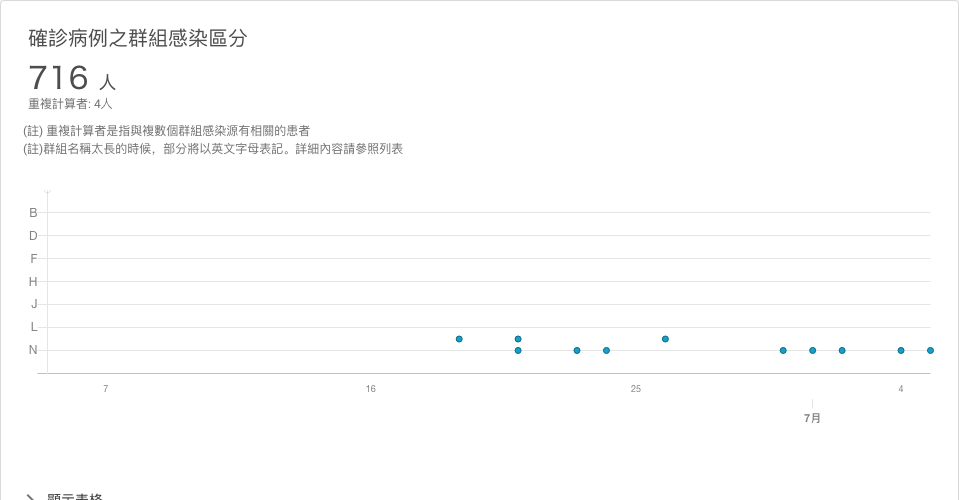 確診病例之群組感染區分
716 人
重複計算者: 4人
(註) 重複計算者是指與複數個群組感染源有相關的患者
(註)群組名稱太長的時候，部分將以英文字母表記。詳細內容請參照列表
B
D
F
H
J
L
N
7 16 25 4
7月
顯示表格